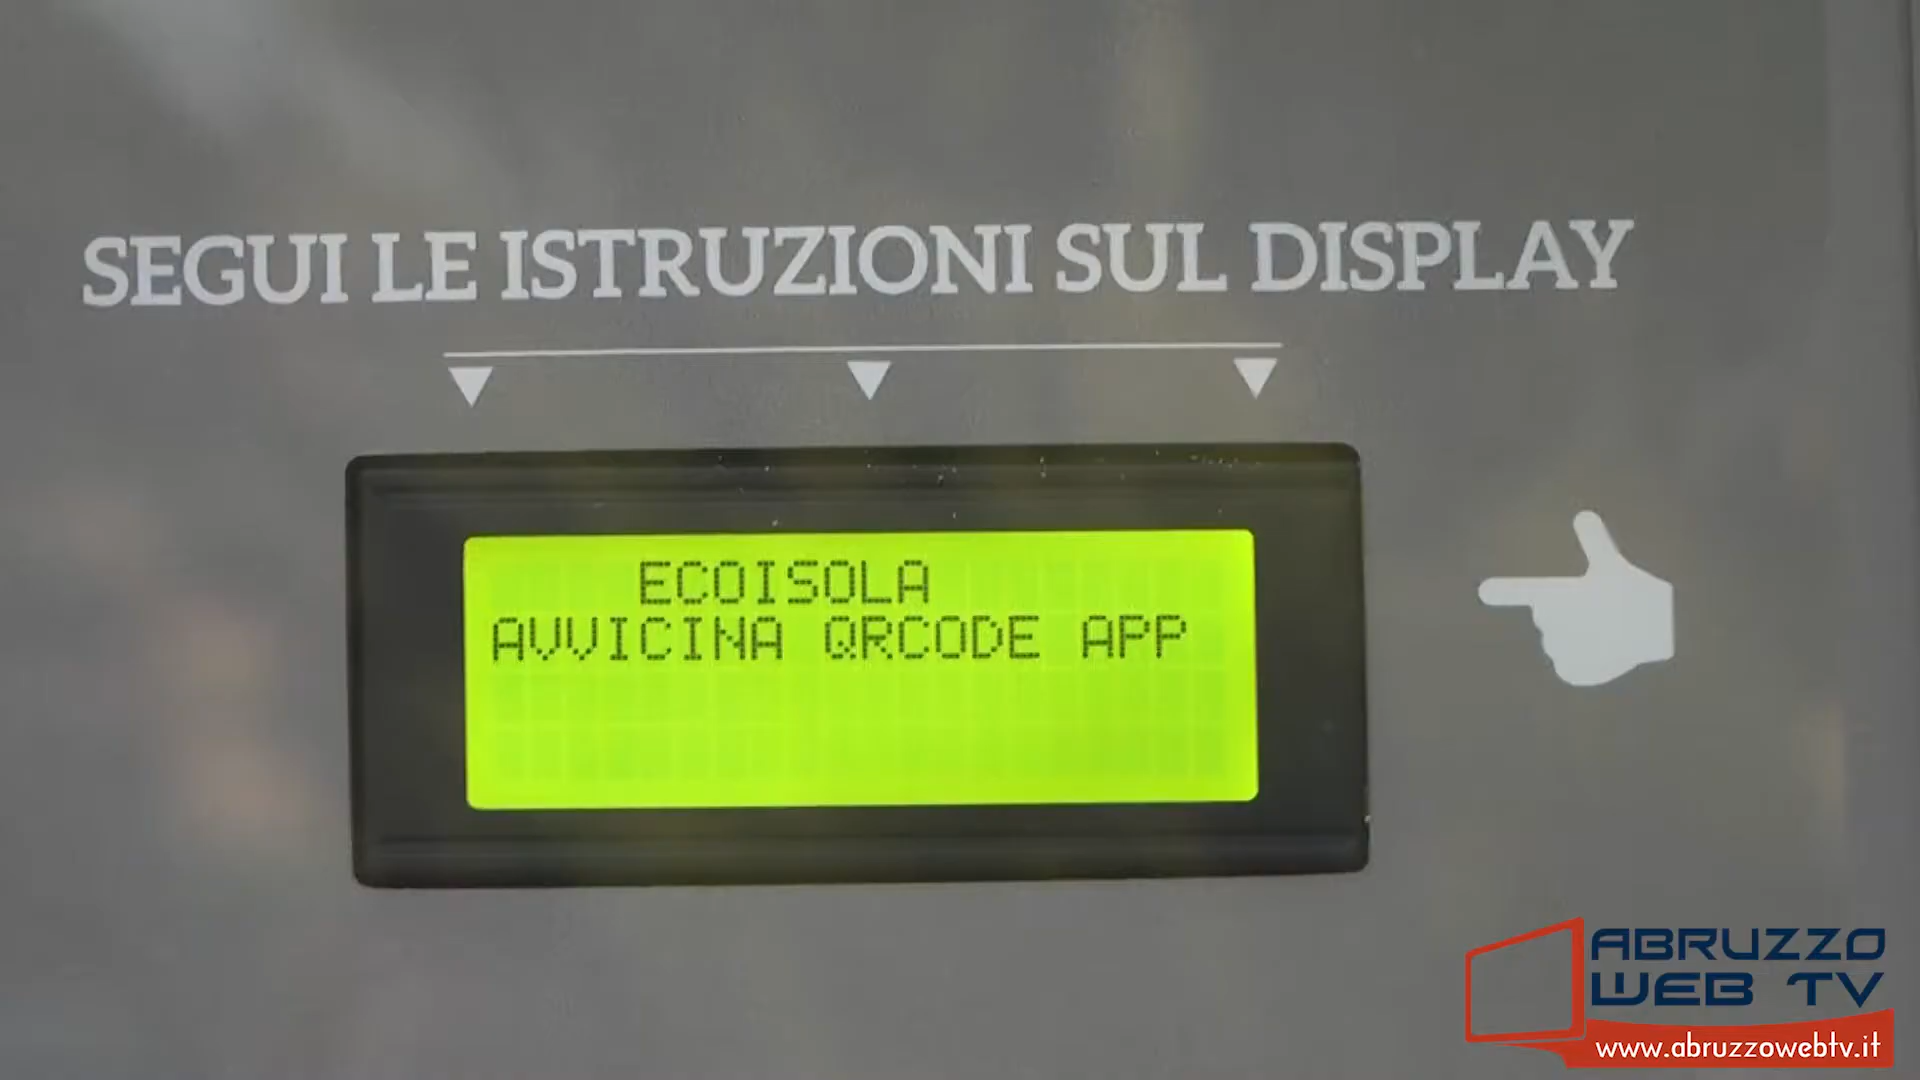 SEGUI LE ISTRUZIONI SUL DISPLAY
ECOISOLA
AVVICINA QRCODE APP
ABRUZZO
WEB TV
www.abruzzowebtv.it